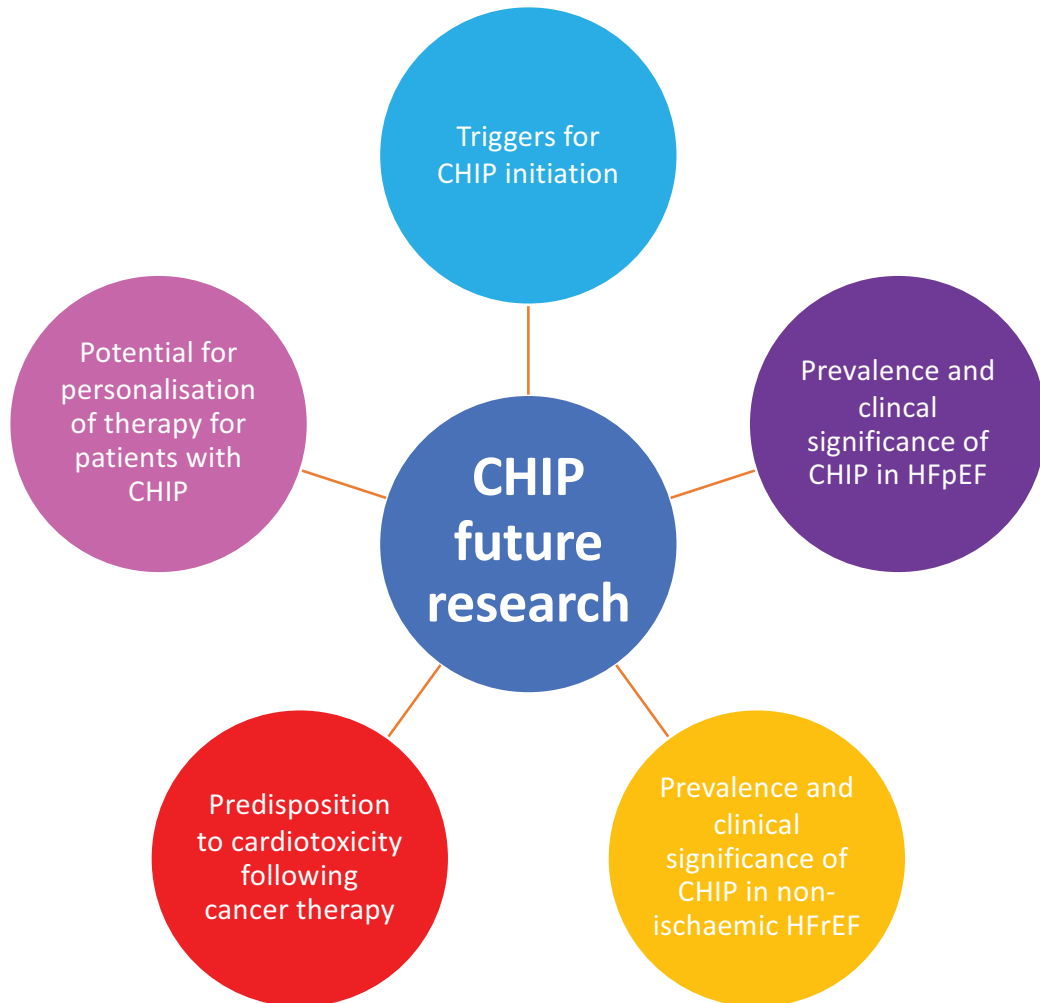 Triggers for
CHIP initiation
Potential for
personalisation
of therapy for
patients with
CHIP
Prevalence and
clincal
significance of
CHIP in HFpEF
CHIP
future
research
Predisposition
to cardiotoxicity
following
cancer therapy
Prevalence and
clinical
significance of
CHIP in non-
ischaemic HFrEF